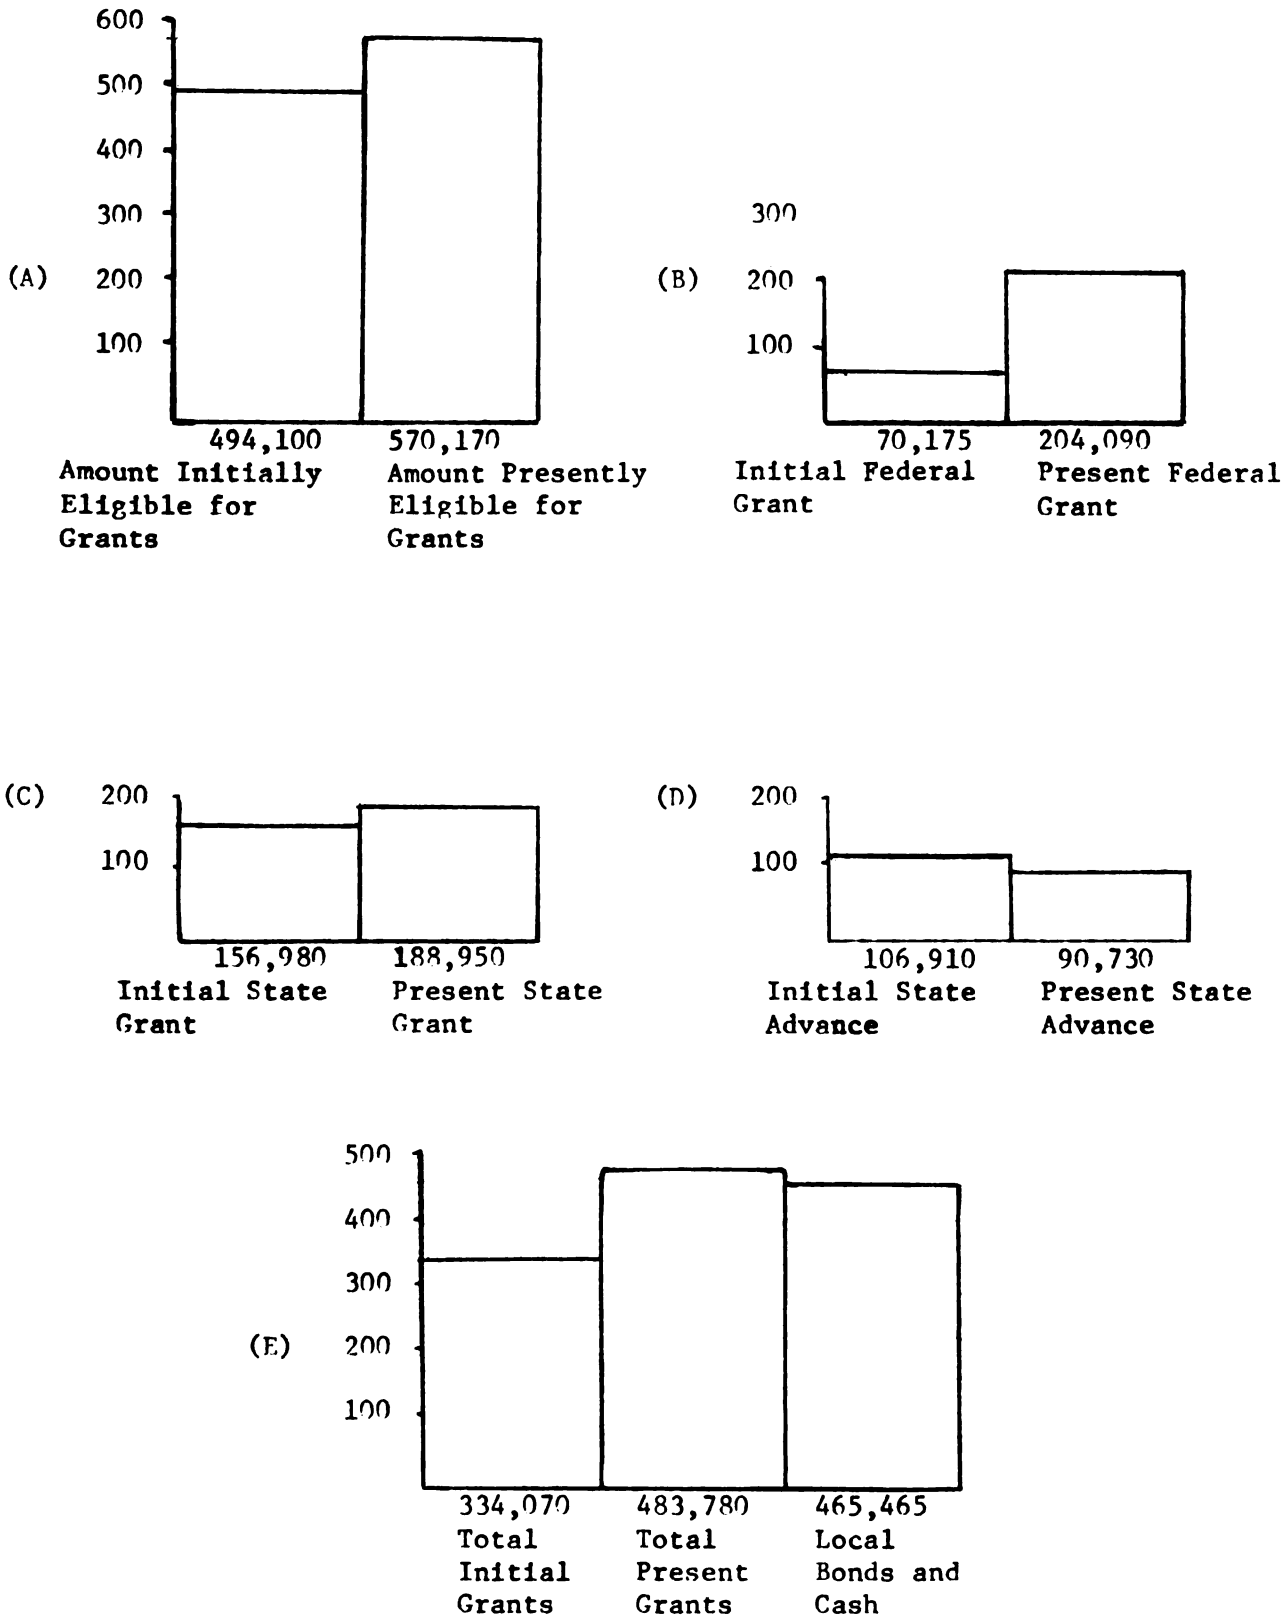 600
500
400
300
(A) 200
100
494,100 570,170
Amount Initially Amount Presently
Eligible for Eligible for
Grants Grants
300
(B) 200
100
70,175 204,090
Initial Federal Present Federal
Grant Grant
(C) 200
100
156,980 188,950
Initial State Present State
Grant Grant
(D) 200
100
106,910 90,730
Initial State Present State
Advance Advance
500
400
300
(E) 200
100
334,070 483,780 465,465
Total Total Local
Initial Present Bonds and
Grants Grants Cash